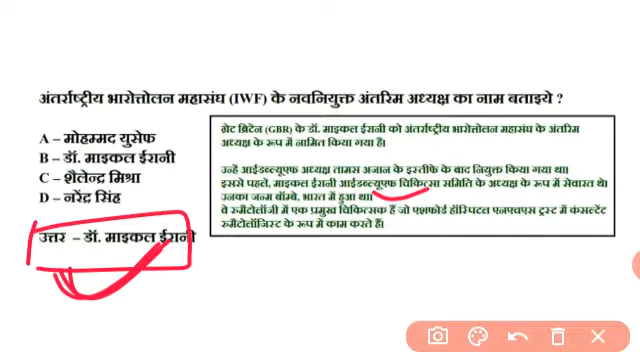 अंतर्राष्ट्रीय भारोत्तोलन महासंघ (IWF) के नवनियुक्त अंतरिम अध्यक्ष का नाम बताइये ?
A – मोहम्मद युसेफ
B – डॉ. माइकल ईरानी
C – शैलेन्द्र मिश्रा
D – नरेंद्र सिंह
उत्तर – डॉ. माइकल ईरानी
ग्रेट ब्रिटेन (GBR) के डॉ. माइकल ईरानी को अंतर्राष्ट्रीय भारोत्तोलन महासंघ के अंतरिम
अध्यक्ष के रूप में नामित किया गया है।
उन्हें आईडब्ल्यूएफ अध्यक्ष तामस अजान के इस्तीफे के बाद नियुक्त किया गया था।
इससे पहले, माइकल ईरानी आईडब्ल्यूएफ चिकित्सा समिति के अध्यक्ष के रूप में सेवारत थे।
उनका जन्म बॉम्बे, भारत में हुआ था।
वे रुमैटोलॉजी में एक प्रमुख चिकित्सक हैं जो एशफोर्ड हॉस्पिटल एनएचएस ट्रस्ट में कंसल्टेंट
रुमैटोलॉजिस्ट के रूप में काम करते हैं।